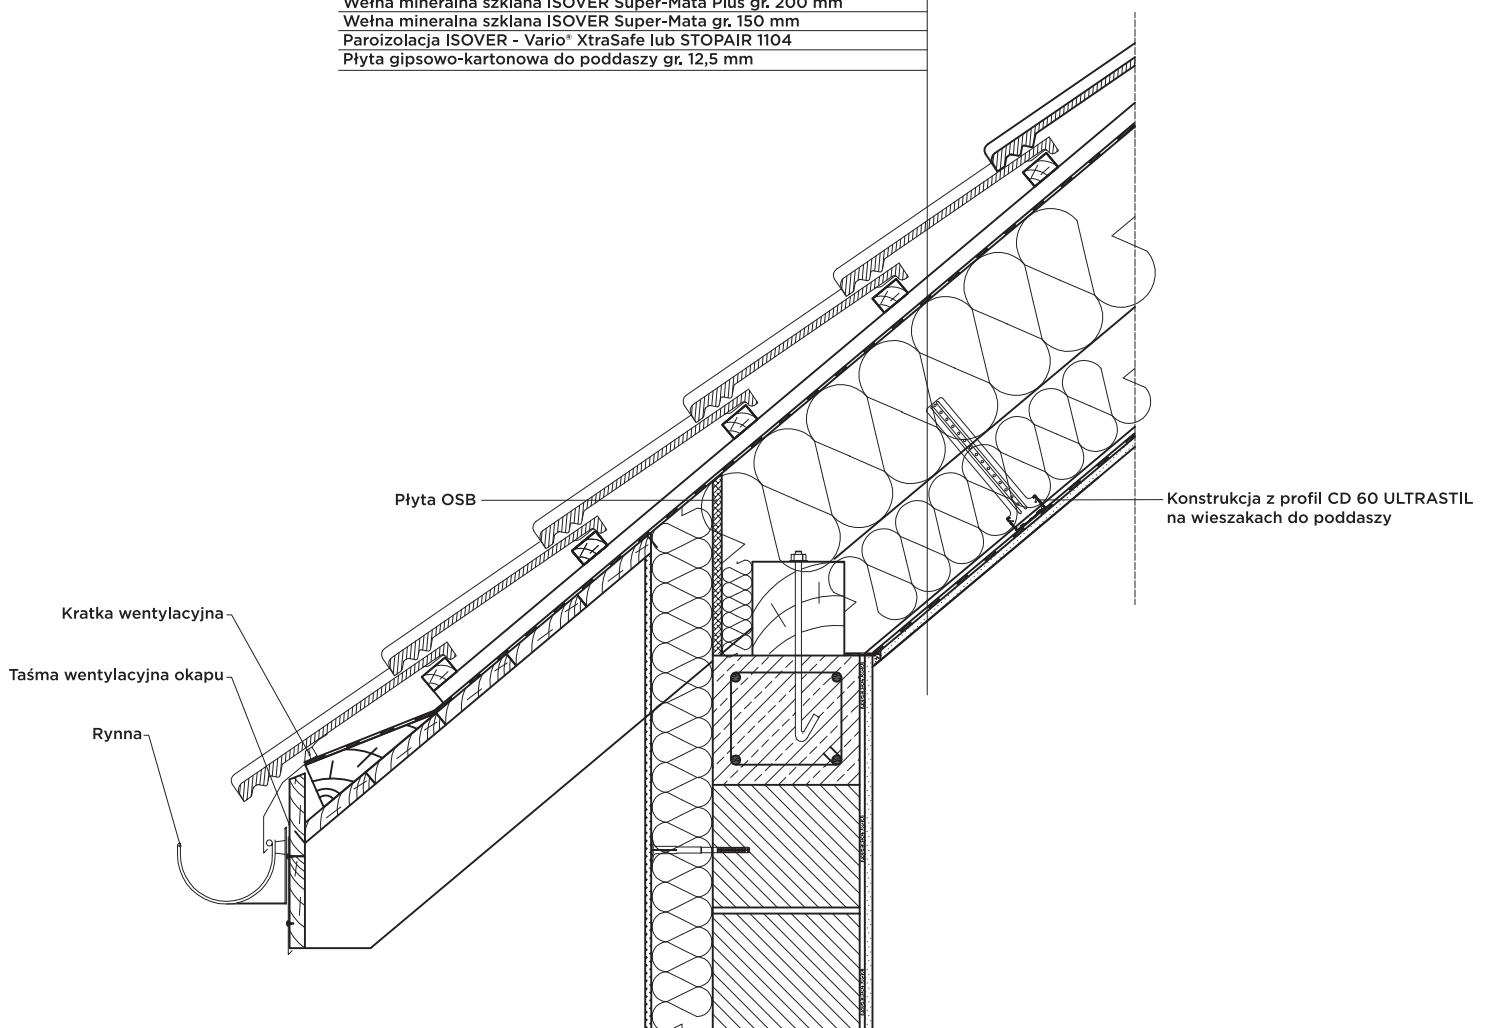 Wełna mineralna szklana ISOVER Super-Mata Plus gr. 200 mm
Wełna mineralna szklana ISOVER Super-Mata gr. 150 mm
Paroizolacja ISOVER - Vario® XtraSafe lub STOPAIR 1104
Płyta gipsowo-kartonowa do poddaszy gr. 12,5 mm
Płyta OSB
Konstrukcja z profil CD 60 ULTRASTIL
na wieszakach do poddaszy
Kratka wentylacyjna
Taśma wentylacyjna okapu
Rynna